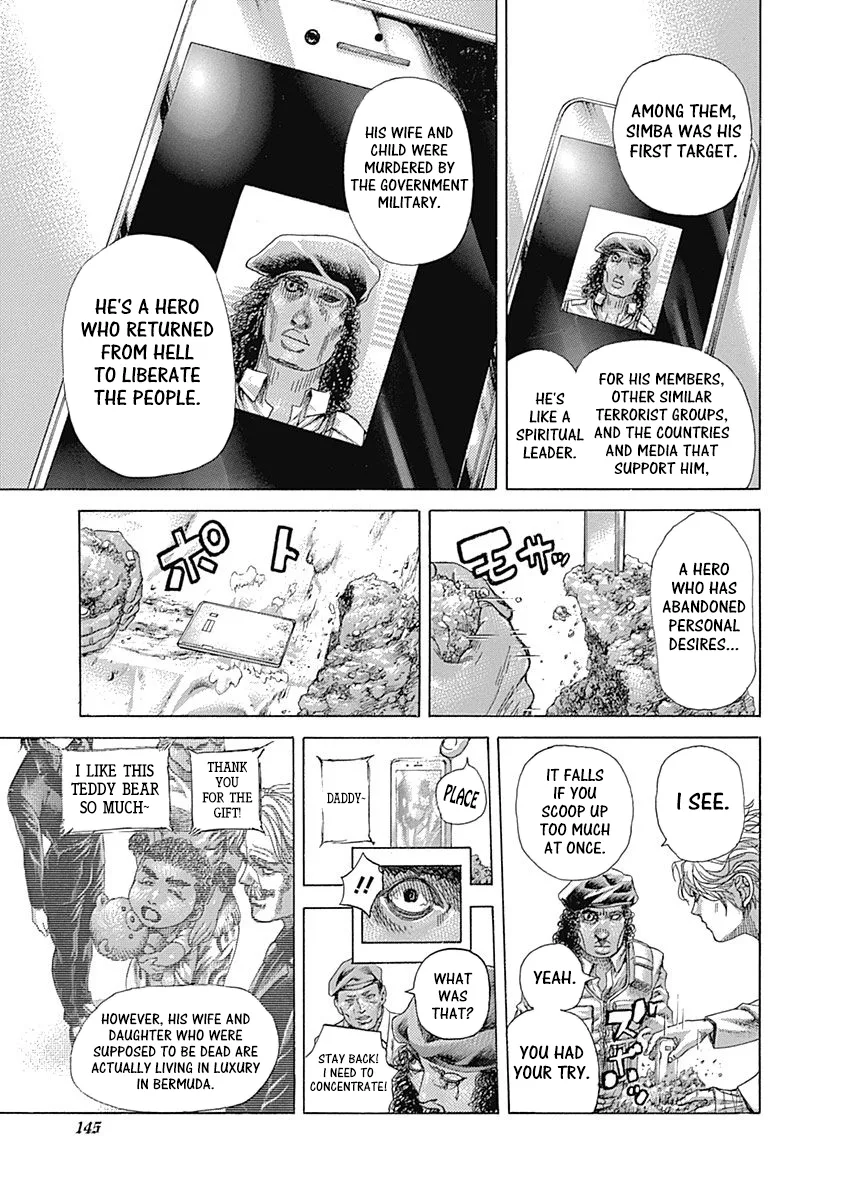 AMONG THEM,
SIMBA WAS HIS
FIRST TARGET.
FOR HIS MEMBERS,
OTHER SIMILAR
TERRORIST GROUPS,
AND THE COUNTRIES
AND MEDIA THAT
SUPPORT HIM,
HE'S
LIKE A
SPIRITUAL
LEADER.
HIS WIFE AND
CHILD WERE
MURDERED BY
THE GOVERNMENT
MILITARY.
HE'S A HERO
WHO RETURNED
FROM HELL
TO LIBERATE
THE PEOPLE.
A HERO
WHO HAS
ABANDONED
PERSONAL
DESIRES...
モサッ
ポト
I SEE.
IT FALLS
IF YOU
SCOOP UP
TOO MUCH
AT ONCE.
YEAH.
YOU HAD
YOUR TRY.
ズボボ
PLACE
DADDY~
!!
WHAT
WAS
THAT?
STAY BACK!
I NEED TO
CONCENTRATE!
THANK
YOU
FOR THE
GIFT!
I LIKE THIS
TEDDY BEAR
SO MUCH~
HOWEVER, HIS WIFE AND
DAUGHTER WHO WERE
SUPPOSED TO BE DEAD ARE
ACTUALLY LIVING IN LUXURY
IN BERMUDA.
145